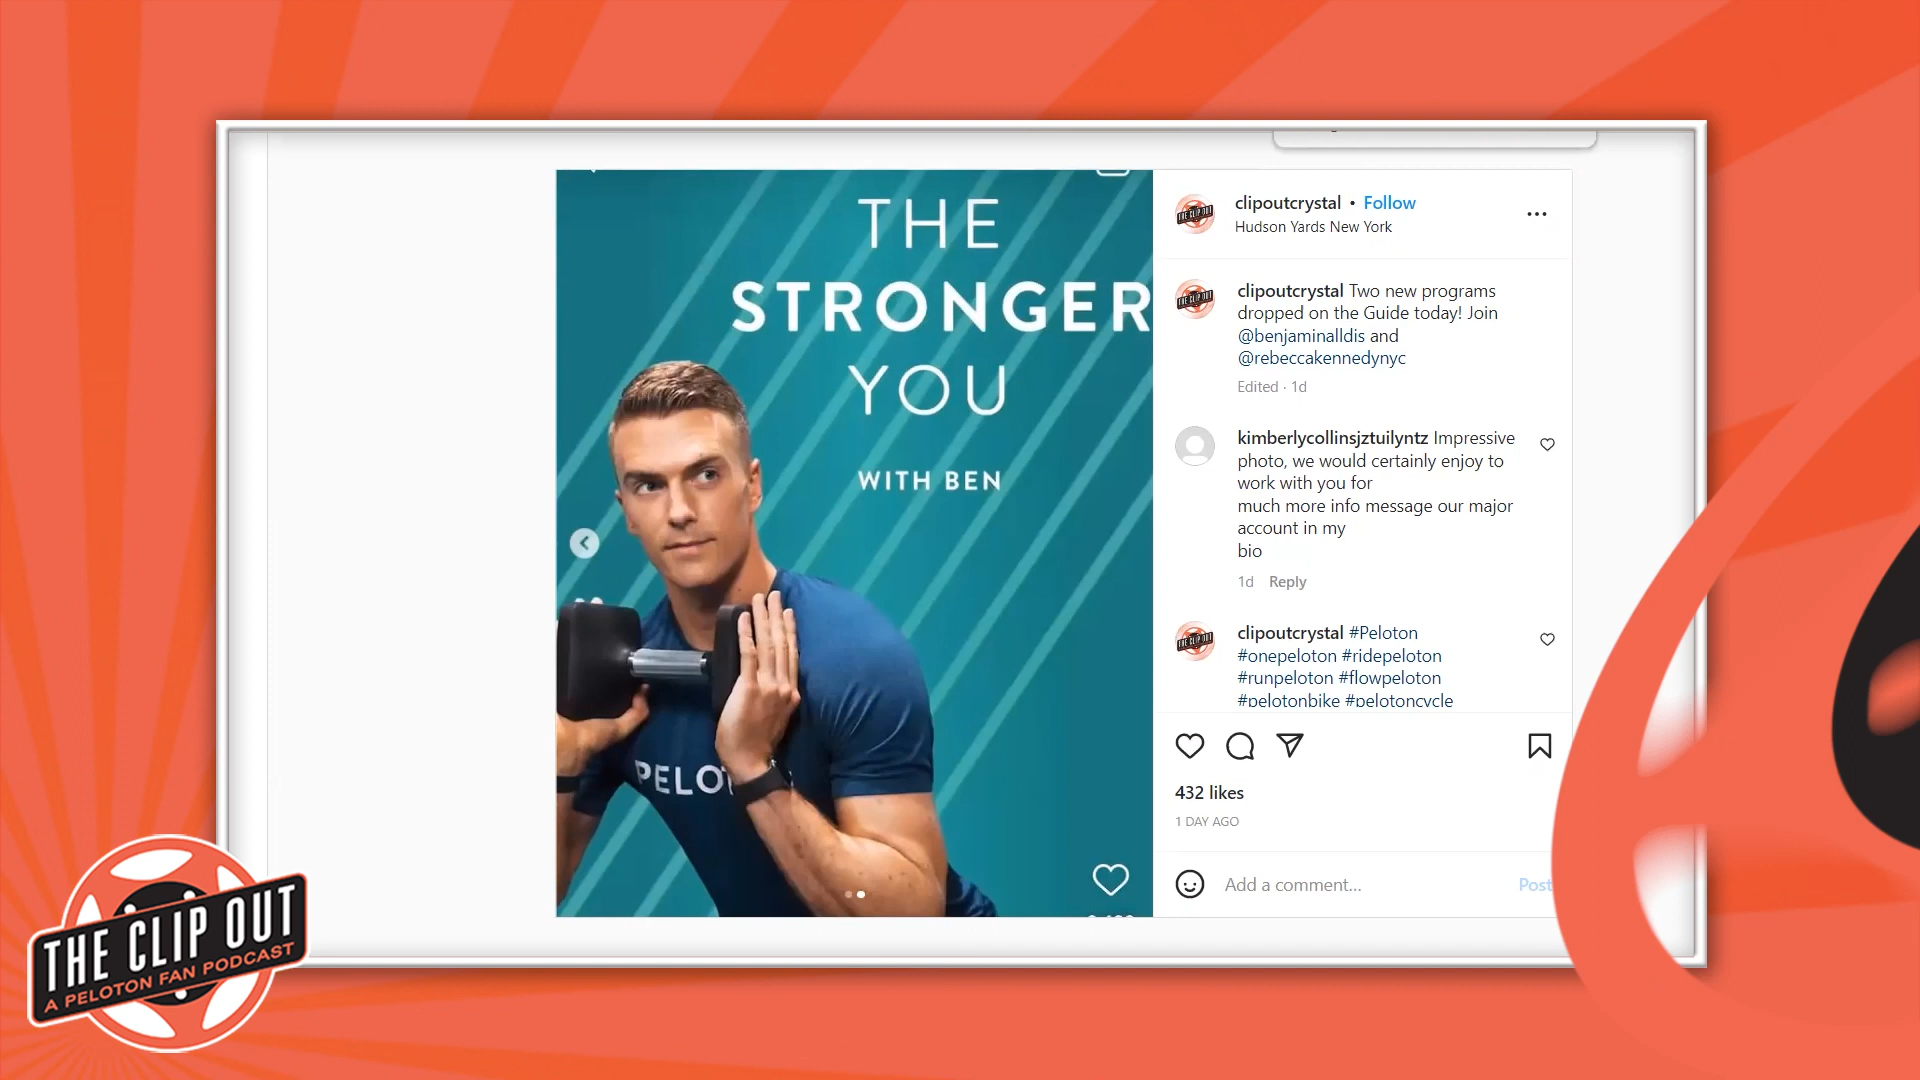 THE
STRONGER
YOU
WITH BEN
PELOT
clipoutcrystal • Follow
Hudson Yards New York
clipoutcrystal Two new programs
dropped on the Guide today! Join
@benjaminalldis and
@rebeccakennedynyc
Edited · 1d
kimberlycollinsjztuilyntz Impressive
photo, we would certainly enjoy to
work with you for
much more info message our major
account in my
bio
1d Reply
clipoutcrystal #Peloton
#onepeloton #ridepeloton
#runpeloton #flowpeloton
#pelotonbike #pelotoncycle
432 likes
1 DAY AGO
Add a comment...
Post
THE CLIP OUT
A PELOTON FAN PODCAST